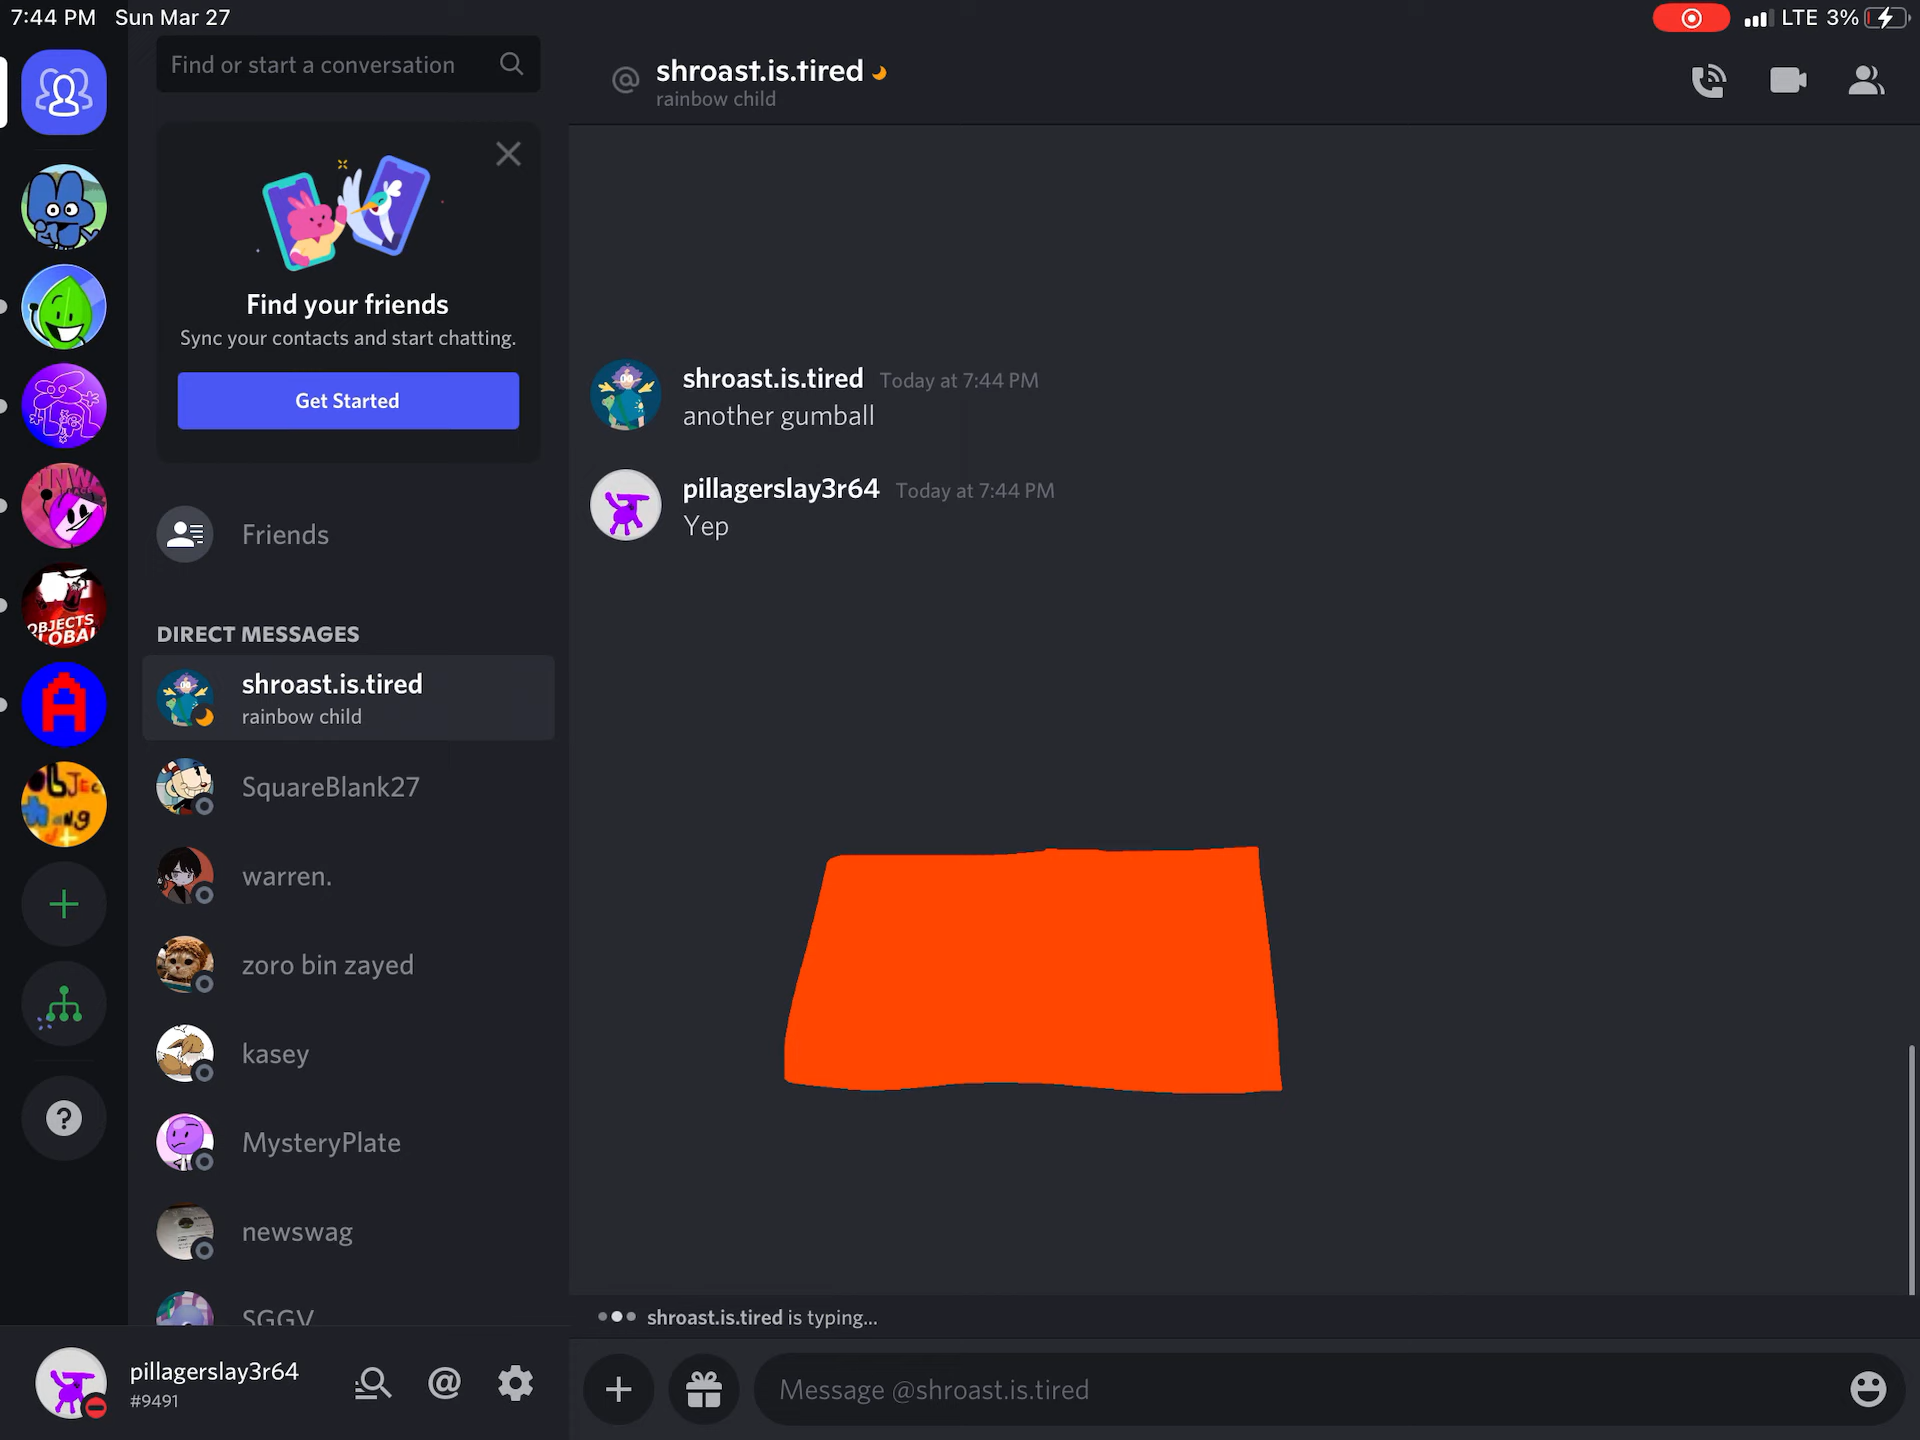 7:44 PM Sun Mar 27
LTE 3%
Find or start a conversation
Find your friends
Sync your contacts and start chatting.
Get Started
Friends
DIRECT MESSAGES
shroast.is.tired
rainbow child
SquareBlank27
warren.
zoro bin zayed
kasey
MysteryPlate
newswag
SGGV
pillagerslay3r64
#9491
OBJECTS
A
@ shroast.is.tired
rainbow child
shroast.is.tired Today at 7:44 PM
another gumball
pillagerslay3r64 Today at 7:44 PM
Yep
shroast.is.tired is typing...
Message @shroast.is.tired